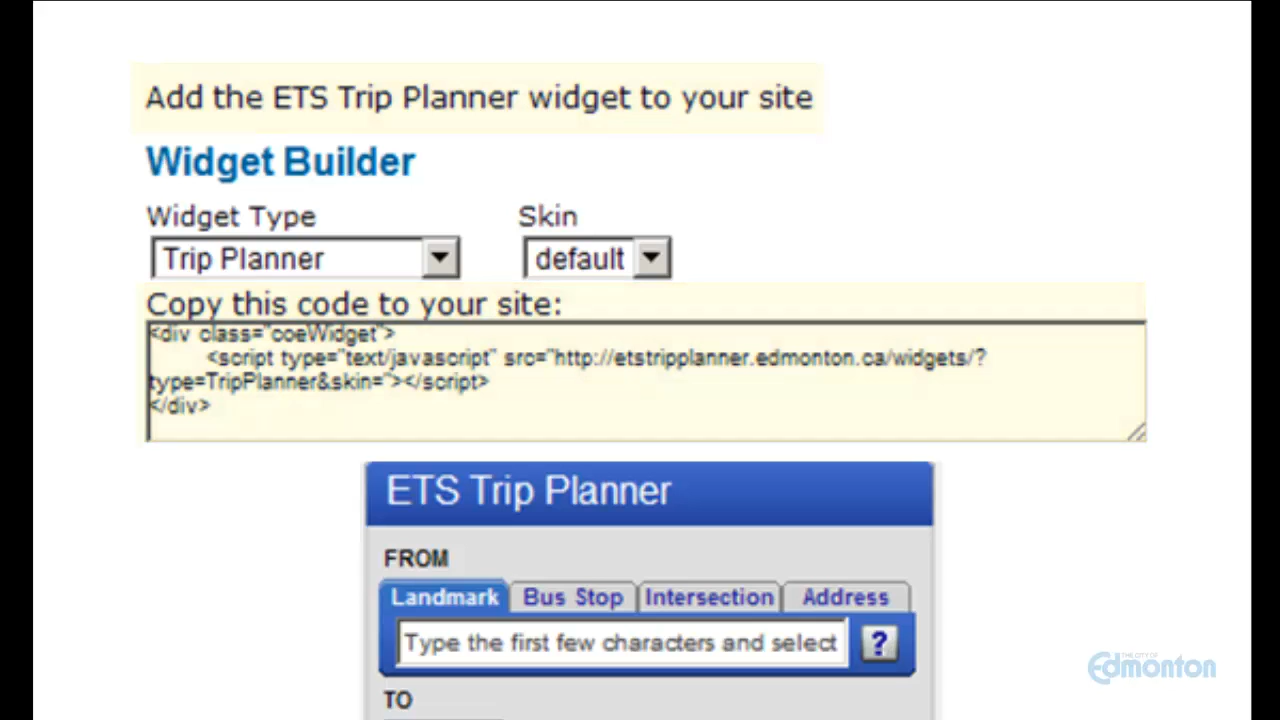 Add the ETS Trip Planner widget to your site
Widget Builder
Widget Type Skin
Trip Planner default
Copy this code to your site:
<div class="coeWidget">
<script type="text/javascript" src="http://etstripplanner.edmonton.ca/widgets/?
type=TripPlanner&skin="></script>
</div>
ETS Trip Planner
FROM
Landmark Bus Stop Intersection Address
Type the first few characters and select ?
TO
THE CITY OF
Edmonton